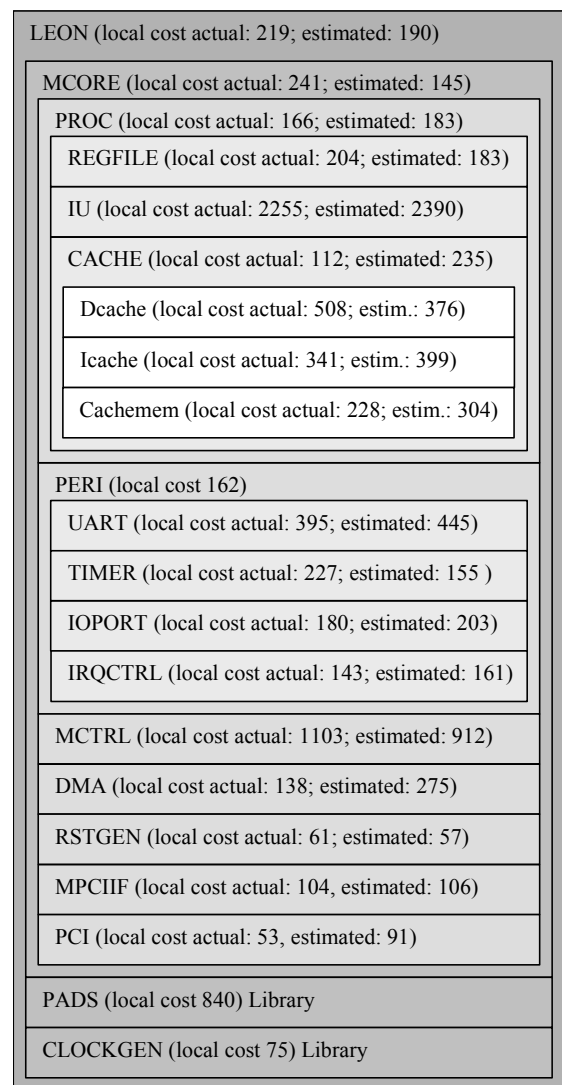 LEON (local cost actual: 219; estimated: 190)
MCORE (local cost actual: 241; estimated: 145)
PROC (local cost actual: 166; estimated: 183)
REGFILE (local cost actual: 204; estimated: 183)
IU (local cost actual: 2255; estimated: 2390)
CACHE (local cost actual: 112; estimated: 235)
Dcache (local cost actual: 508; estim.: 376)
Icache (local cost actual: 341; estim.: 399)
Cachemem (local cost actual: 228; estim.: 304)
PERI (local cost 162)
UART (local cost actual: 395; estimated: 445)
TIMER (local cost actual: 227; estimated: 155 )
IOPORT (local cost actual: 180; estimated: 203)
IRQCTRL (local cost actual: 143; estimated: 161)
MCTRL (local cost actual: 1103; estimated: 912)
DMA (local cost actual: 138; estimated: 275)
RSTGEN (local cost actual: 61; estimated: 57)
MPCIIF (local cost actual: 104, estimated: 106)
PCI (local cost actual: 53, estimated: 91)
PADS (local cost 840) Library
CLOCKGEN (local cost 75) Library